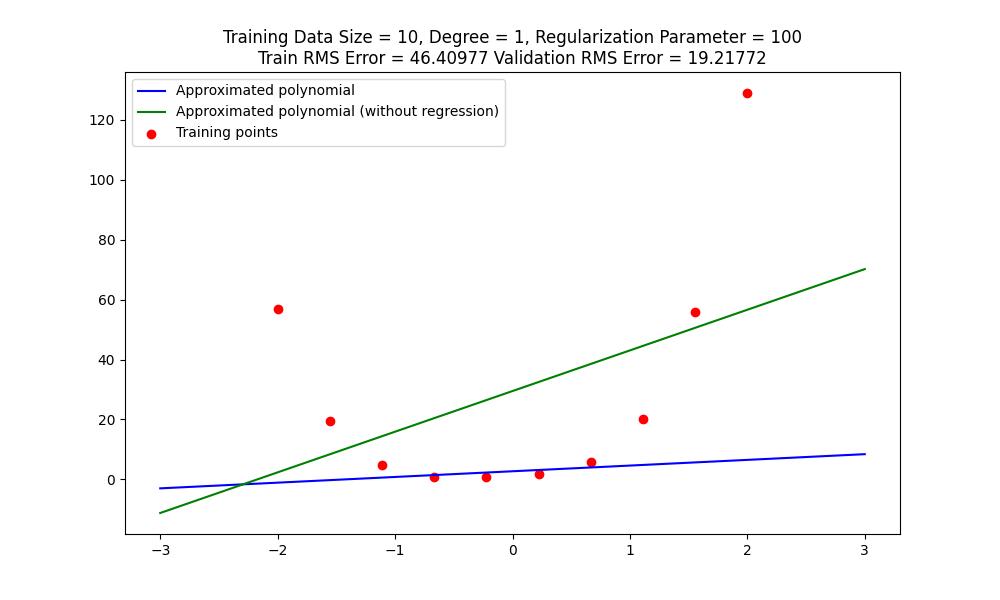 Training Data Size = 10, Degree = 1, Regularization Parameter = 100
Train RMS Error = 46.40977 Validation RMS Error = 19.21772
Approximated polynomial
Approximated polynomial (without regression)
Training points
120
100
80
60
40
20
0
−3
−2
−1
0
1
2
3